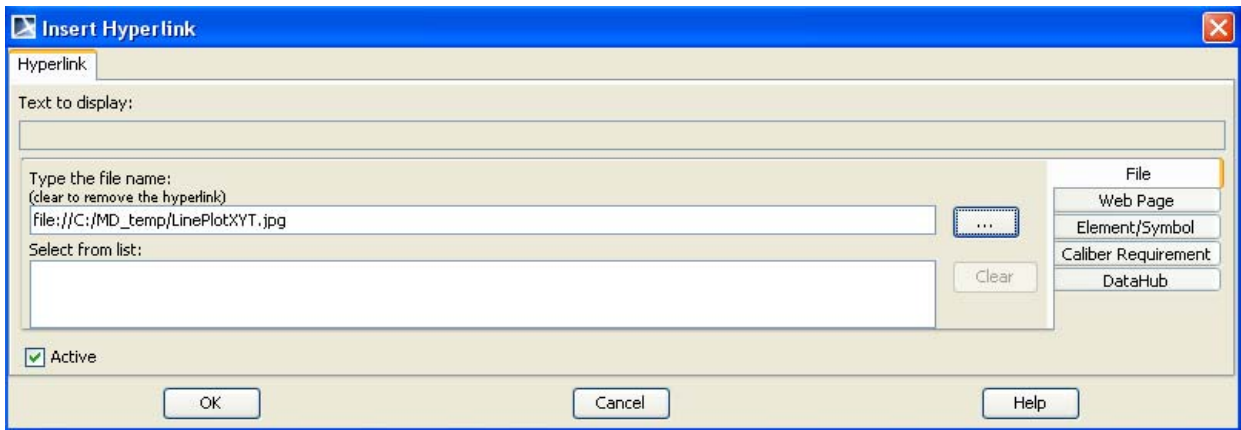 Insert Hyperlink
Hyperlink
Text to display:
Type the file name:
(clear to remove the hyperlink)
file://C:/MD_temp/LinePlotXYT.jpg
...
Select from list:
Clear
File
Web Page
Element/Symbol
Caliber Requirement
DataHub
Active
OK
Cancel
Help